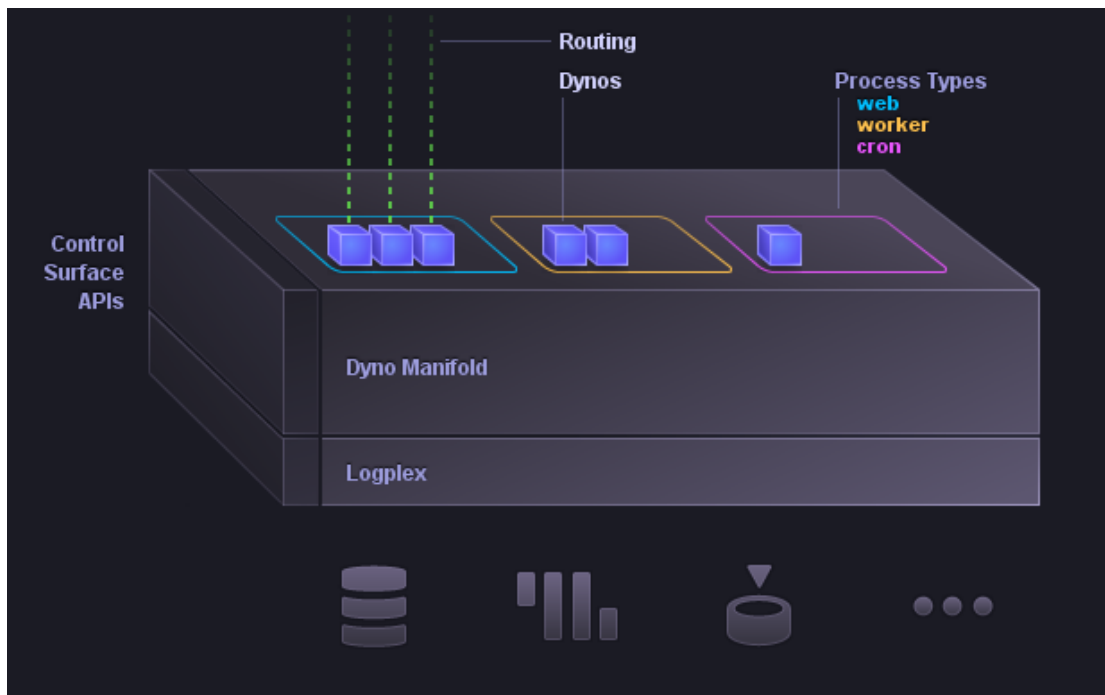 Routing
Dynos
Process Types
web
worker
cron
Control
Surface
APIs
Dyno Manifold
Logplex